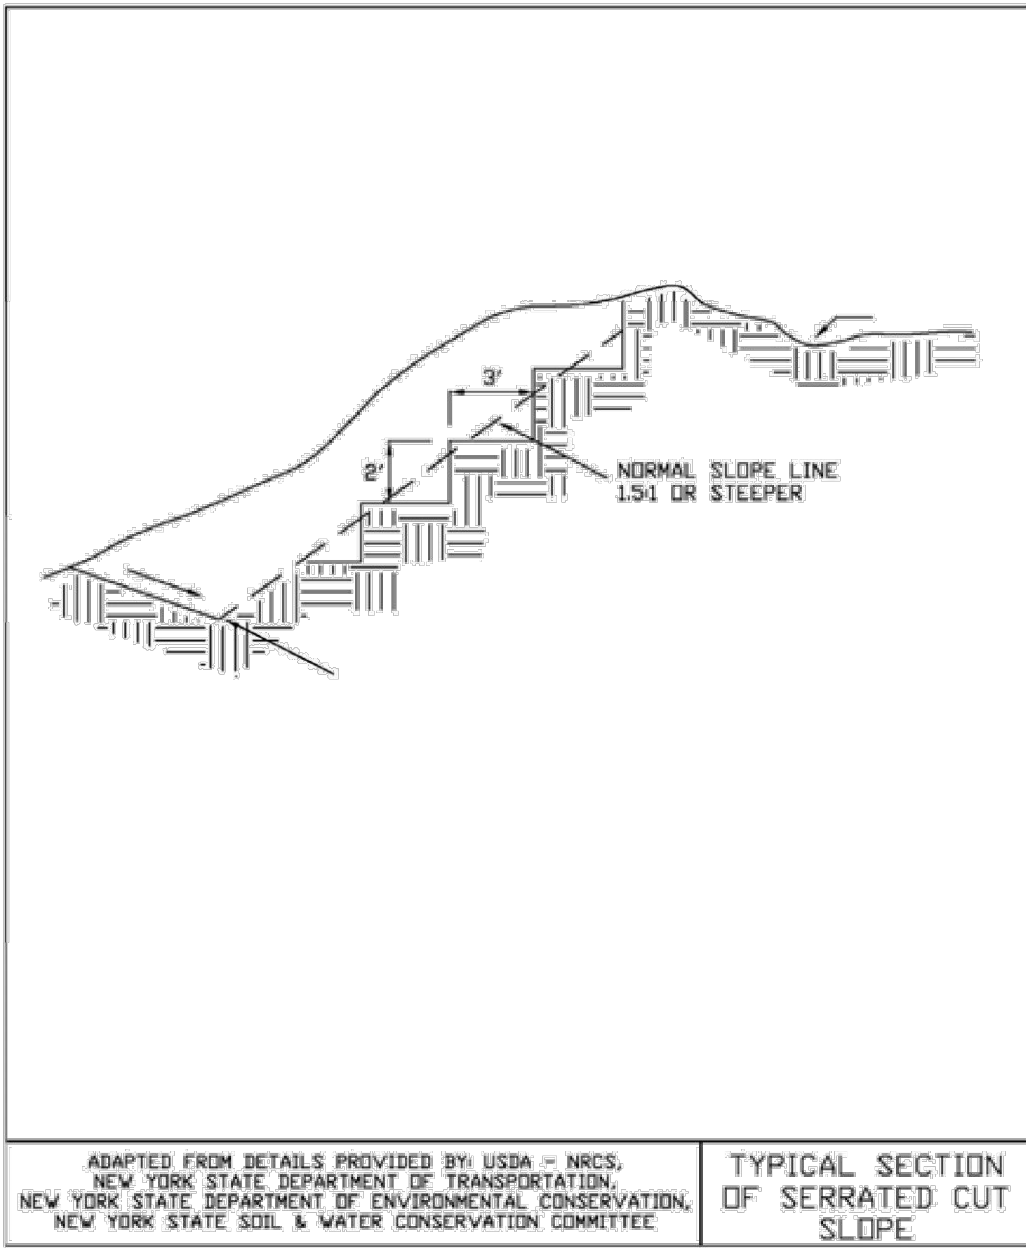 3'
2'
NORMAL SLOPE LINE
1.5:1 OR STEEPER
ADAPTED FROM DETAILS PROVIDED BY: USDA - NRCS,
NEW YORK STATE DEPARTMENT OF TRANSPORTATION,
NEW YORK STATE DEPARTMENT OF ENVIRONMENTAL CONSERVATION,
NEW YORK STATE SOIL & WATER CONSERVATION COMMITTEE
TYPICAL SECTION
OF SERRATED CUT
SLOPE